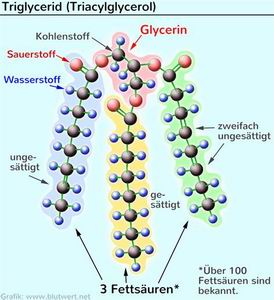 Triglycerid (Triacylglycerol)
Kohlenstoff
Glycerin
Sauerstoff
Wasserstoff
unge-
sättigt
ge-
sättigt
zweifach
ungesättigt
3 Fettsäuren*
*Über 100
Fettsäuren sind
bekannt.
Grafik: www.blutwert.net